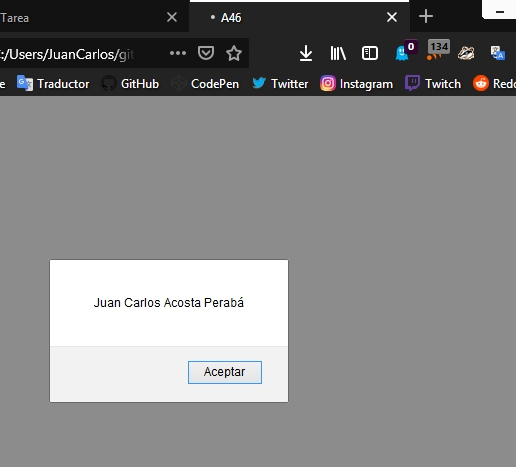 Tarea
A46
:/Users/JuanCarlos/git
0
134
e Traductor GitHub CodePen Twitter Instagram Twitch Redd
Juan Carlos Acosta Perabá
Aceptar